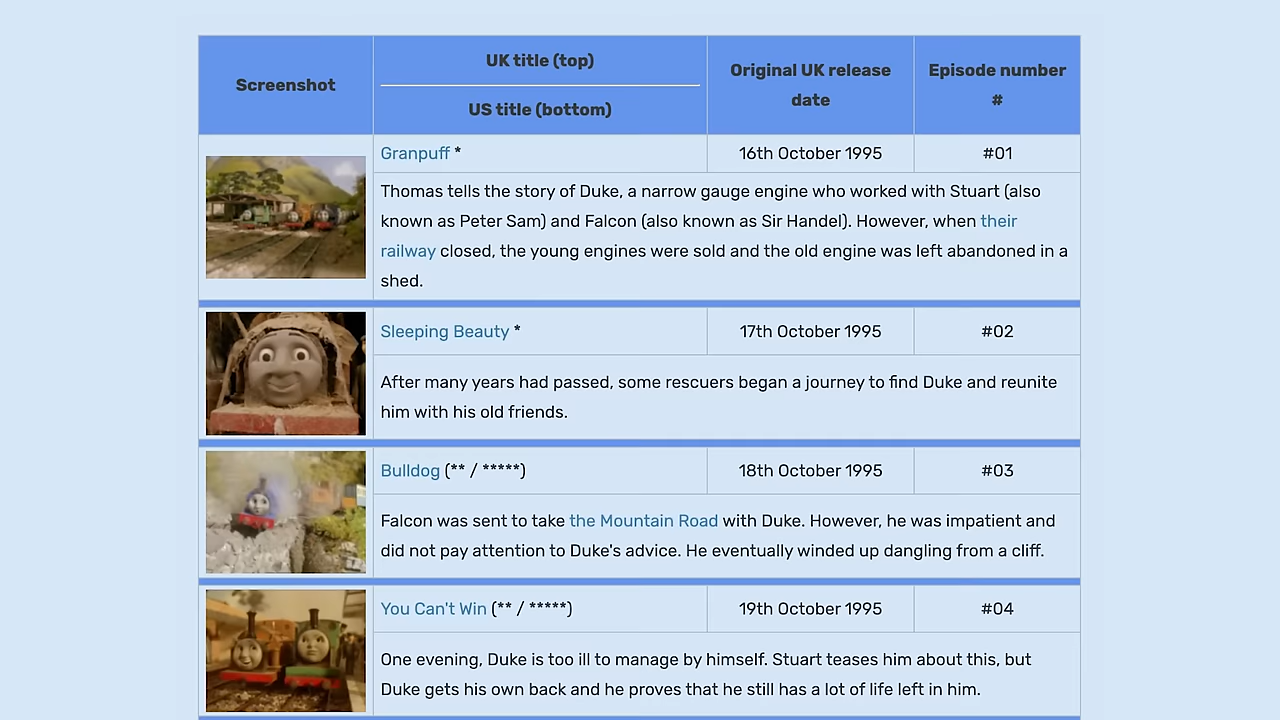 Screenshot
UK title (top)
US title (bottom)
Original UK release
date
Episode number
#
Granpuff *
16th October 1995
#01
Thomas tells the story of Duke, a narrow gauge engine who worked with Stuart (also
known as Peter Sam) and Falcon (also known as Sir Handel). However, when their
railway closed, the young engines were sold and the old engine was left abandoned in a
shed.
Sleeping Beauty *
17th October 1995
#02
After many years had passed, some rescuers began a journey to find Duke and reunite
him with his old friends.
Bulldog (** / *****)
18th October 1995
#03
Falcon was sent to take the Mountain Road with Duke. However, he was impatient and
did not pay attention to Duke's advice. He eventually winded up dangling from a cliff.
You Can't Win (** / *****)
19th October 1995
#04
One evening, Duke is too ill to manage by himself. Stuart teases him about this, but
Duke gets his own back and he proves that he still has a lot of life left in him.